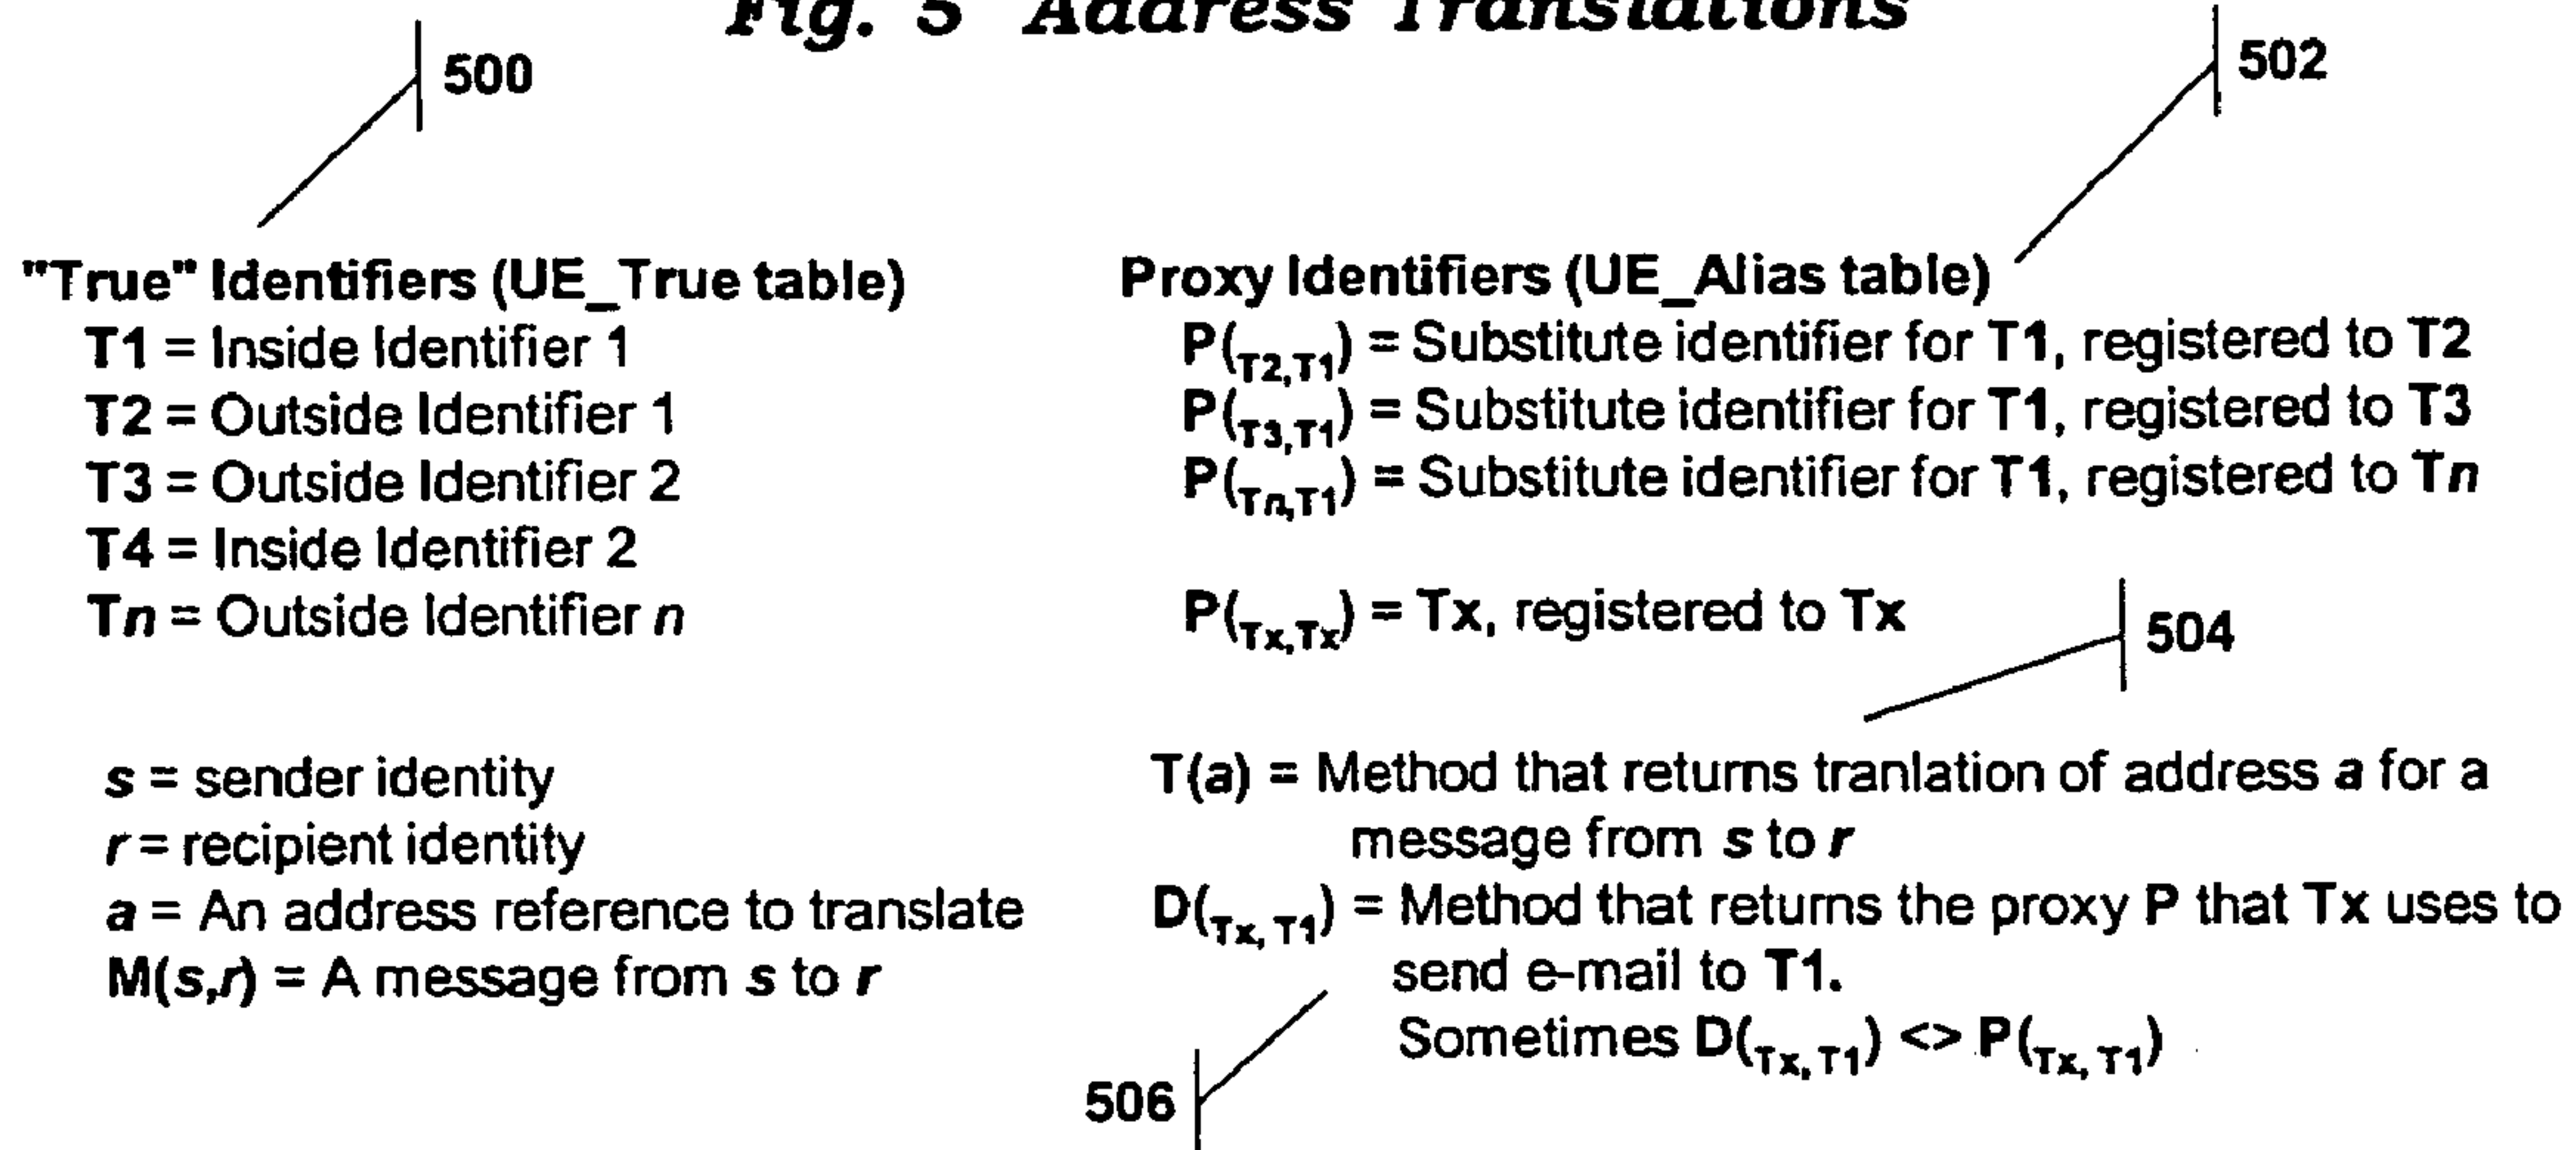 Fig. 5 Address Translations
500
502
"True" Identifiers (UE_True table)
T1 = Inside Identifier 1
T2 = Outside Identifier 1
T3 = Outside Identifier 2
T4 = Inside Identifier 2
Tn = Outside Identifier n
Proxy Identifiers (UE_Alias table)
P(T2,T1) = Substitute identifier for T1, registered to T2
P(T3,T1) = Substitute identifier for T1, registered to T3
P(Tn,T1) = Substitute identifier for T1, registered to Tn
P(Tx,Tx) = Tx, registered to Tx
504
s = sender identity
r = recipient identity
a = An address reference to translate
M(s,r) = A message from s to r
T(a) = Method that returns tranlation of address a for a
message from s to r
D(Tx, T1) = Method that returns the proxy P that Tx uses to
send e-mail to T1.
Sometimes D(Tx, T1) <> P(Tx, T1)
506